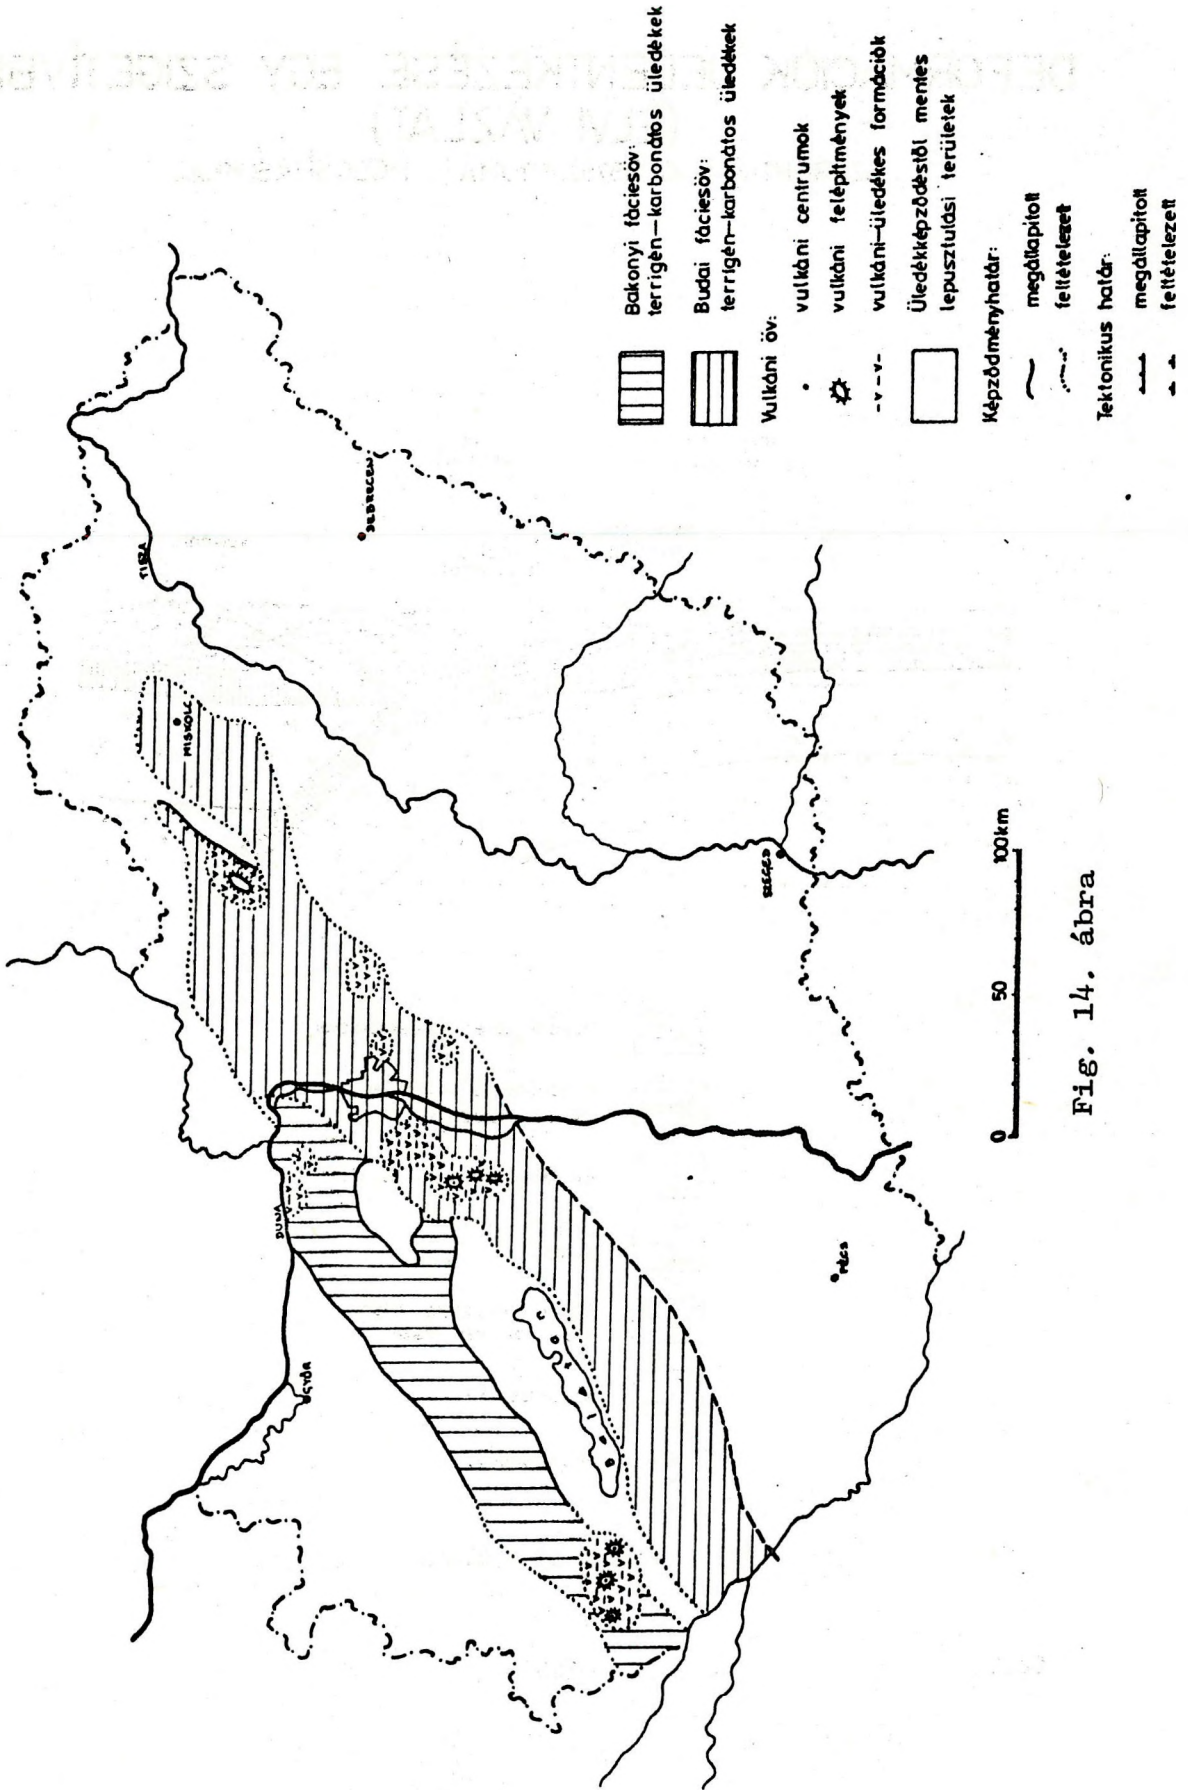 DUNA
GYŐR
TISZA
MISKOLC
DEBRECEN
SZEGED
PÉCS
B a l a t o n
Bakonyi fáciesöv:
terrigén—karbonátos üledékek
Budai fáciesöv:
terrigén—karbonátos üledékek
Vulkáni öv:
vulkáni centrumok
vulkáni felépítmények
-v-v- vulkáni-üledékes formációk
Üledékképződéstől mentes
lepusztulási területek
Képződményhatár:
megállapított
feltételezet
Tektonikus határ:
megállapított
feltételezett
0 50 100km
Fig. 14. ábra